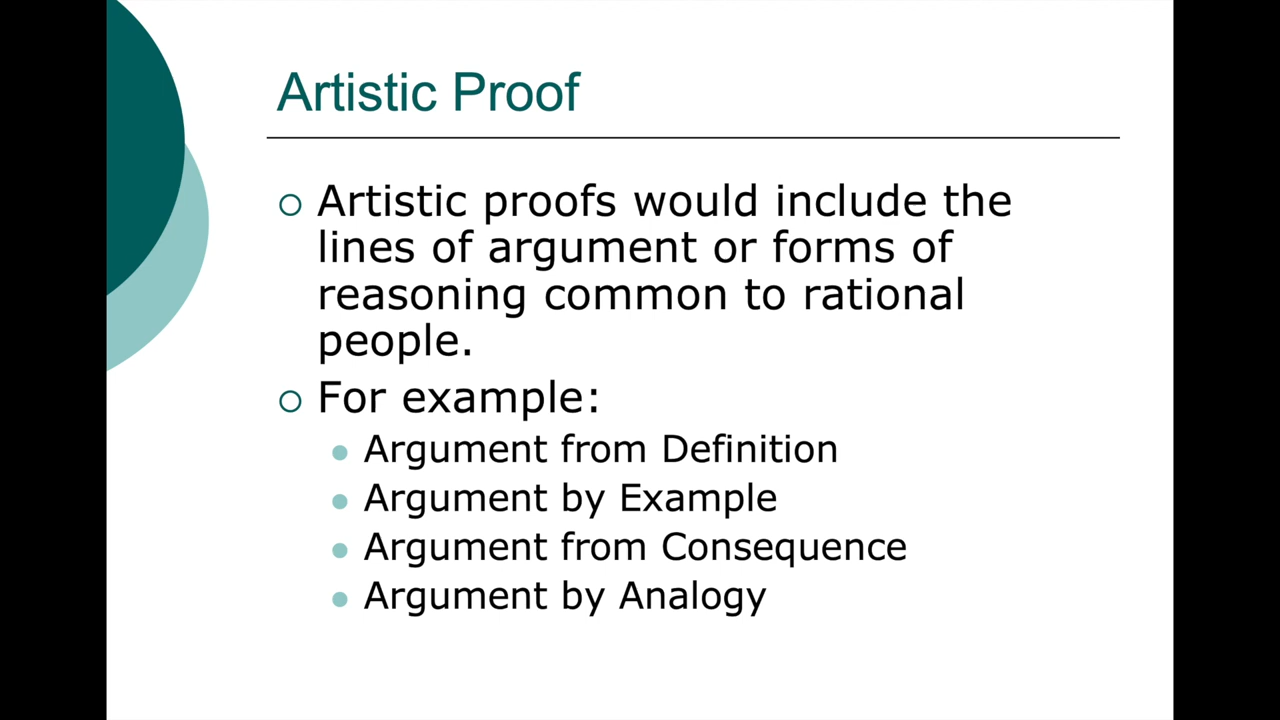 Artistic Proof
Artistic proofs would include the
lines of argument or forms of
reasoning common to rational
people.
For example:
Argument from Definition
Argument by Example
Argument from Consequence
Argument by Analogy